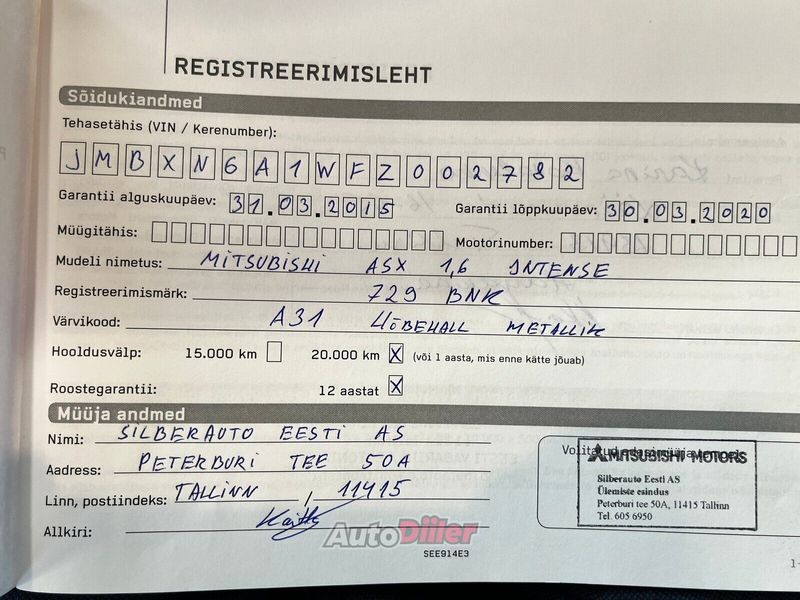 REGISTREERIMISLEHT
Sõidukiandmed
Tehasetähis (VIN / Kerenumber):
JMBXN6A1WFZ002782
Garantii alguskuupäev: 31.03.2015 Garantii lõppkuupäev: 30.03.2020
Müügitähis: Mootorinumber:
Mudeli nimetus: MITSUBISHI ASX 1,6 INTENSE
Registreerimismärk: 729 BNK
Värvikood: A31 HÕBEHALL METALLIK
Hooldusvälp: 15.000 km 20.000 km X (või 1 aasta, mis enne kätte jõuab)
Roostegarantii: 12 aastat X
Müüja andmed
Nimi: SILBERAUTO EESTI AS
Aadress: PETERBURI TEE 50A
Linn, postiindeks: TALLINN, 11415
Allkiri:
MITSUBISHI MOTORS
Silberauto Eesti AS
Ülemiste esindus
Peterburi tee 50A, 11415 Tallinn
Tel. 605 6950
AutoDiiler
SEE914E3